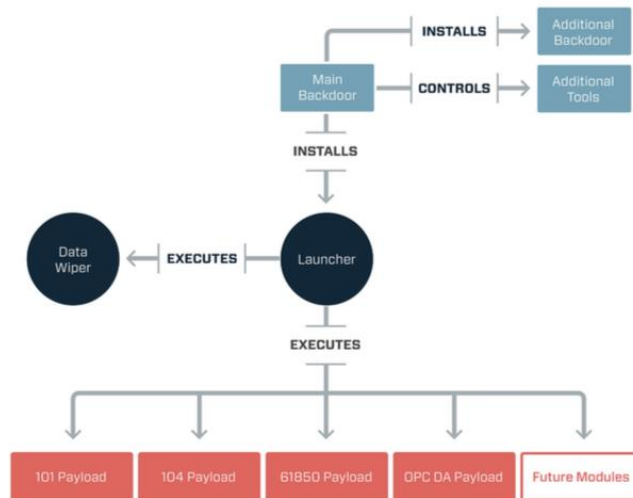 INSTALLS
Additional
Backdoor
Main
Backdoor
CONTROLS
Additional
Tools
INSTALLS
Data
Wiper
EXECUTES
Launcher
EXECUTES
101 Payload
104 Payload
61850 Payload
OPC DA Payload
Future Modules